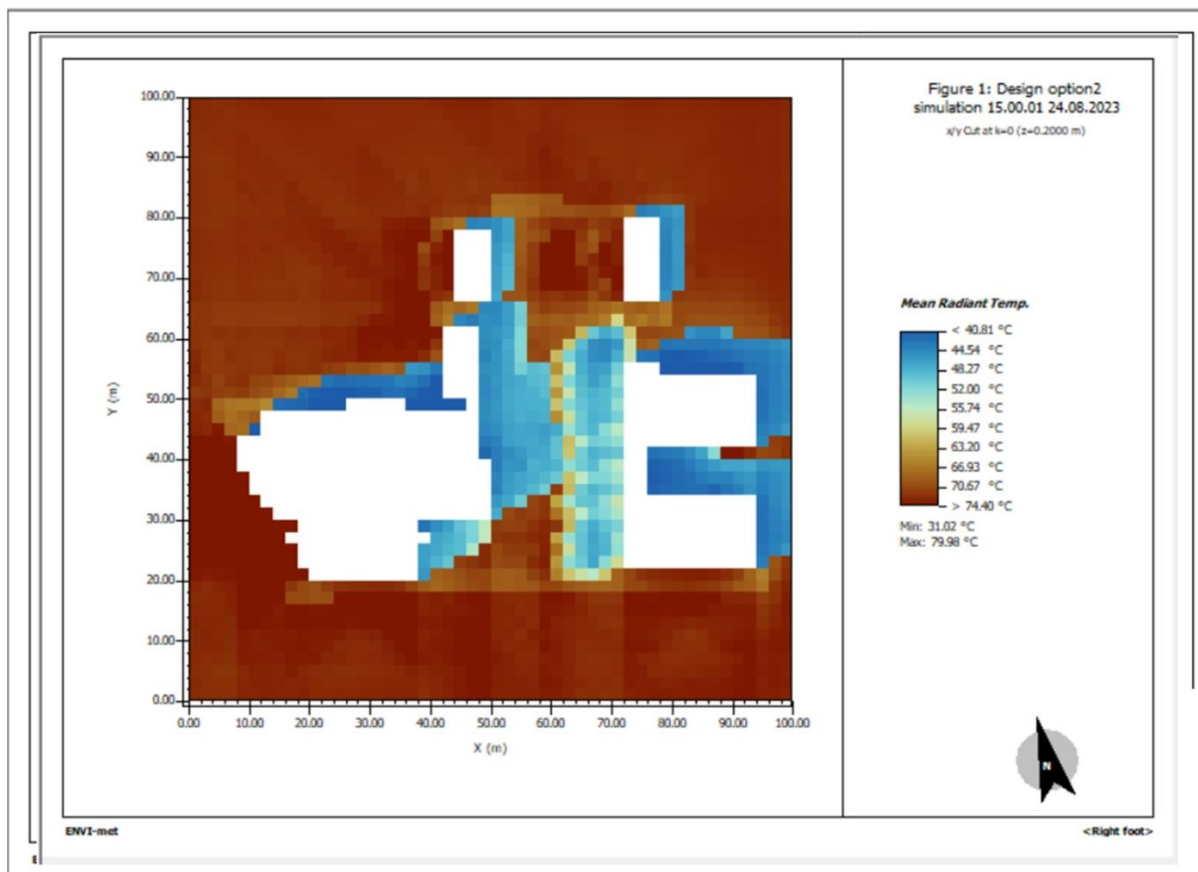 Figure 1: Design option2
simulation 15.00.01 24.08.2023
x/y Cut at k=0 (z=0.2000 m)
100.00
90.00
80.00
70.00
60.00
50.00
40.00
30.00
20.00
10.00
0.00
Y (m)
0.00 10.00 20.00 30.00 40.00 50.00 60.00 70.00 80.00 90.00 100.00
X (m)
Mean Radiant Temp.
< 40.81 °C
44.54 °C
48.27 °C
52.00 °C
55.74 °C
59.47 °C
63.20 °C
66.93 °C
70.67 °C
> 74.40 °C
Min: 31.02 °C
Max: 79.98 °C
N
ENVI-met
<Right foot>